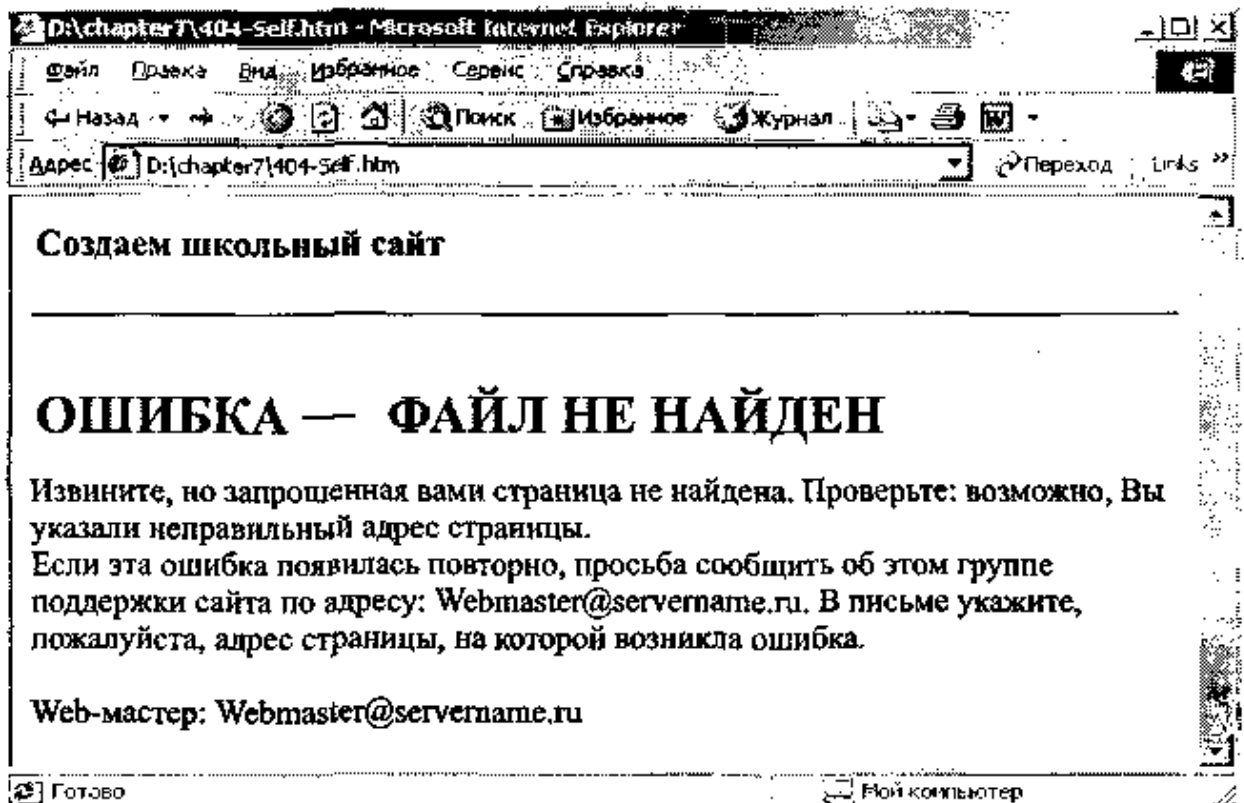 D:\chapter7\404-Self.htm - Microsoft Internet Explorer
Файл Правка Вид Избранное Сервис Справка
Назад Поиск Избранное Журнал
Адрес D:\chapter7\404-Self.htm Переход Links »
Создаем школьный сайт
ОШИБКА — ФАЙЛ НЕ НАЙДЕН
Извините, но запрошенная вами страница не найдена. Проверьте: возможно, Вы
указали неправильный адрес страницы.
Если эта ошибка появилась повторно, просьба сообщить об этом группе
поддержки сайта по адресу: Webmaster@servername.ru. В письме укажите,
пожалуйста, адрес страницы, на которой возникла ошибка.
Web-мастер: Webmaster@servername.ru
Готово Мой компьютер